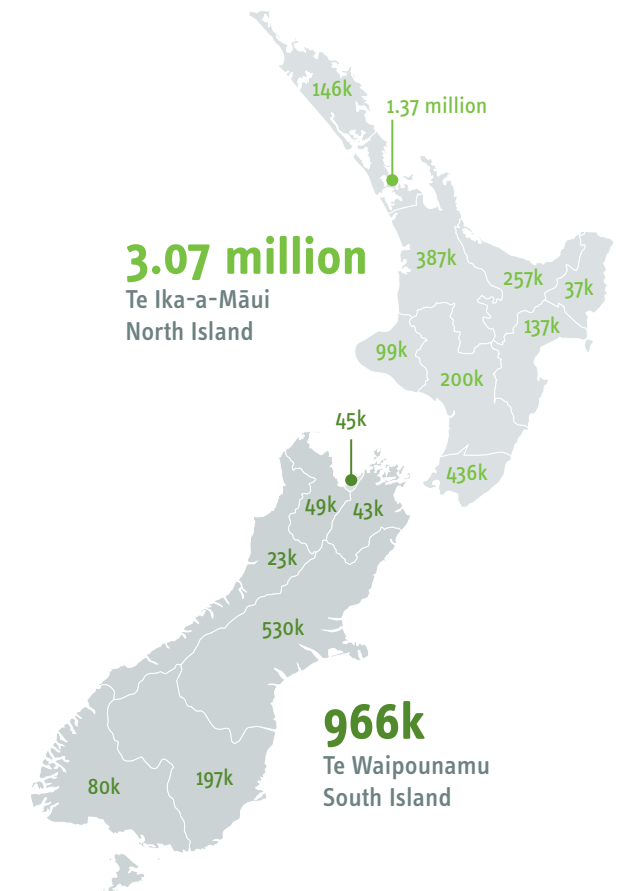 146k
1.37 million
3.07 million
Te Ika-a-Māui
North Island
387k
257k
37k
137k
99k
200k
436k
45k
49k
43k
23k
530k
966k
Te Waipounamu
South Island
197k
80k